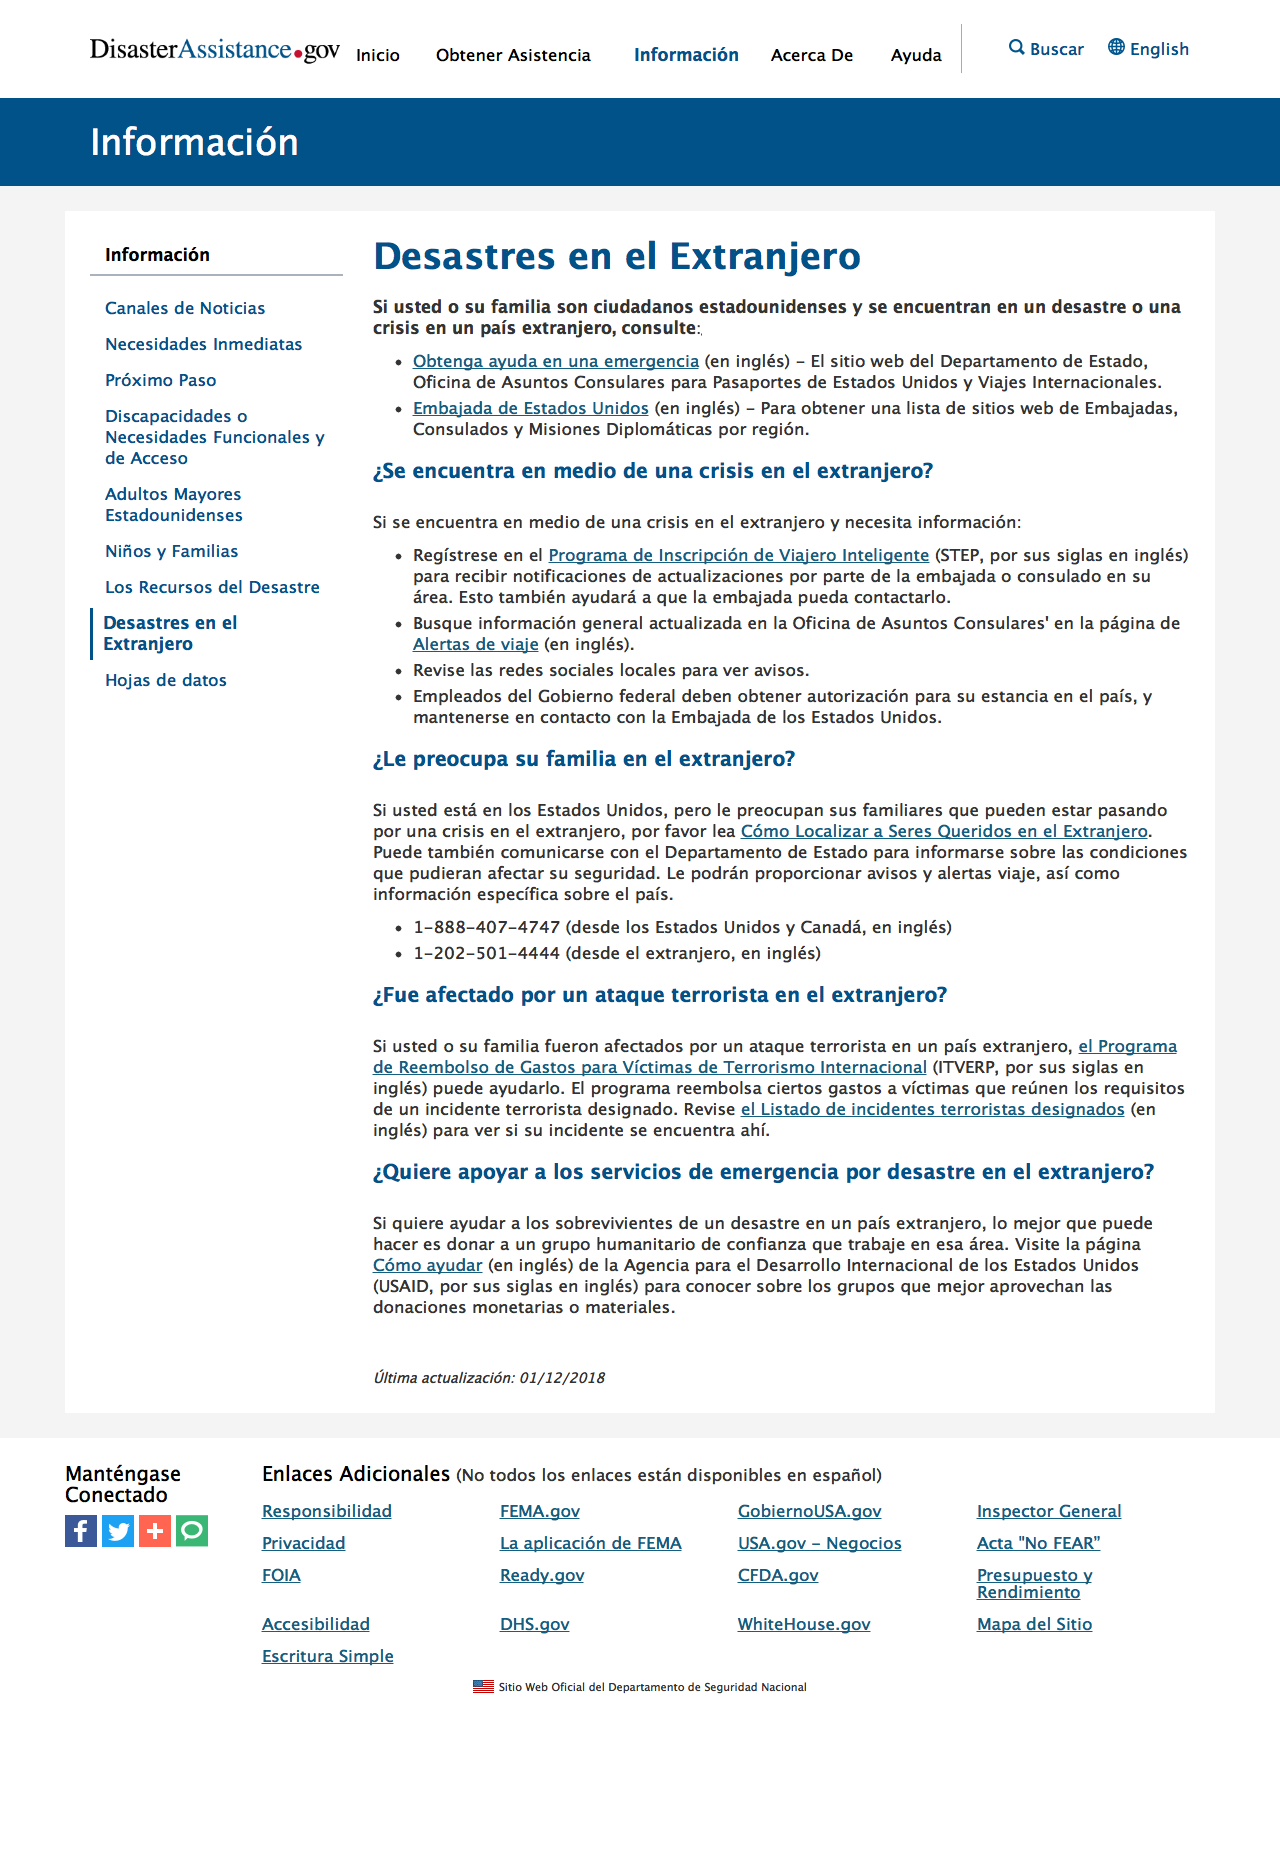 DisasterAssistance.gov
Inicio
Obtener Asistencia
Información
Acerca De
Ayuda
Buscar
English
Información
Información
Canales de Noticias
Necesidades Inmediatas
Próximo Paso
Discapacidades o
Necesidades Funcionales y
de Acceso
Adultos Mayores
Estadounidenses
Niños y Familias
Los Recursos del Desastre
Desastres en el
Extranjero
Hojas de datos
Desastres en el Extranjero
Si usted o su familia son ciudadanos estadounidenses y se encuentran en un desastre o una
crisis en un país extranjero, consulte:
• Obtenga ayuda en una emergencia (en inglés) – El sitio web del Departamento de Estado,
Oficina de Asuntos Consulares para Pasaportes de Estados Unidos y Viajes Internacionales.
• Embajada de Estados Unidos (en inglés) – Para obtener una lista de sitios web de Embajadas,
Consulados y Misiones Diplomáticas por región.
¿Se encuentra en medio de una crisis en el extranjero?
Si se encuentra en medio de una crisis en el extranjero y necesita información:
• Regístrese en el Programa de Inscripción de Viajero Inteligente (STEP, por sus siglas en inglés)
para recibir notificaciones de actualizaciones por parte de la embajada o consulado en su
área. Esto también ayudará a que la embajada pueda contactarlo.
• Busque información general actualizada en la Oficina de Asuntos Consulares' en la página de
Alertas de viaje (en inglés).
• Revise las redes sociales locales para ver avisos.
• Empleados del Gobierno federal deben obtener autorización para su estancia en el país, y
mantenerse en contacto con la Embajada de los Estados Unidos.
¿Le preocupa su familia en el extranjero?
Si usted está en los Estados Unidos, pero le preocupan sus familiares que pueden estar pasando
por una crisis en el extranjero, por favor lea Cómo Localizar a Seres Queridos en el Extranjero.
Puede también comunicarse con el Departamento de Estado para informarse sobre las condiciones
que pudieran afectar su seguridad. Le podrán proporcionar avisos y alertas viaje, así como
información específica sobre el país.
• 1-888-407-4747 (desde los Estados Unidos y Canadá, en inglés)
• 1-202-501-4444 (desde el extranjero, en inglés)
¿Fue afectado por un ataque terrorista en el extranjero?
Si usted o su familia fueron afectados por un ataque terrorista en un país extranjero, el Programa
de Reembolso de Gastos para Víctimas de Terrorismo Internacional (ITVERP, por sus siglas en
inglés) puede ayudarlo. El programa reembolsa ciertos gastos a víctimas que reúnen los requisitos
de un incidente terrorista designado. Revise el Listado de incidentes terroristas designados (en
inglés) para ver si su incidente se encuentra ahí.
¿Quiere apoyar a los servicios de emergencia por desastre en el extranjero?
Si quiere ayudar a los sobrevivientes de un desastre en un país extranjero, lo mejor que puede
hacer es donar a un grupo humanitario de confianza que trabaje en esa área. Visite la página
Cómo ayudar (en inglés) de la Agencia para el Desarrollo Internacional de los Estados Unidos
(USAID, por sus siglas en inglés) para conocer sobre los grupos que mejor aprovechan las
donaciones monetarias o materiales.
Última actualización: 01/12/2018
Manténgase
Conectado
Enlaces Adicionales (No todos los enlaces están disponibles en español)
Responsibilidad
FEMA.gov
GobiernoUSA.gov
Inspector General
Privacidad
La aplicación de FEMA
USA.gov – Negocios
Acta "No FEAR”
FOIA
Ready.gov
CFDA.gov
Presupuesto y
Rendimiento
Accesibilidad
DHS.gov
WhiteHouse.gov
Mapa del Sitio
Escritura Simple
Sitio Web Oficial del Departamento de Seguridad Nacional